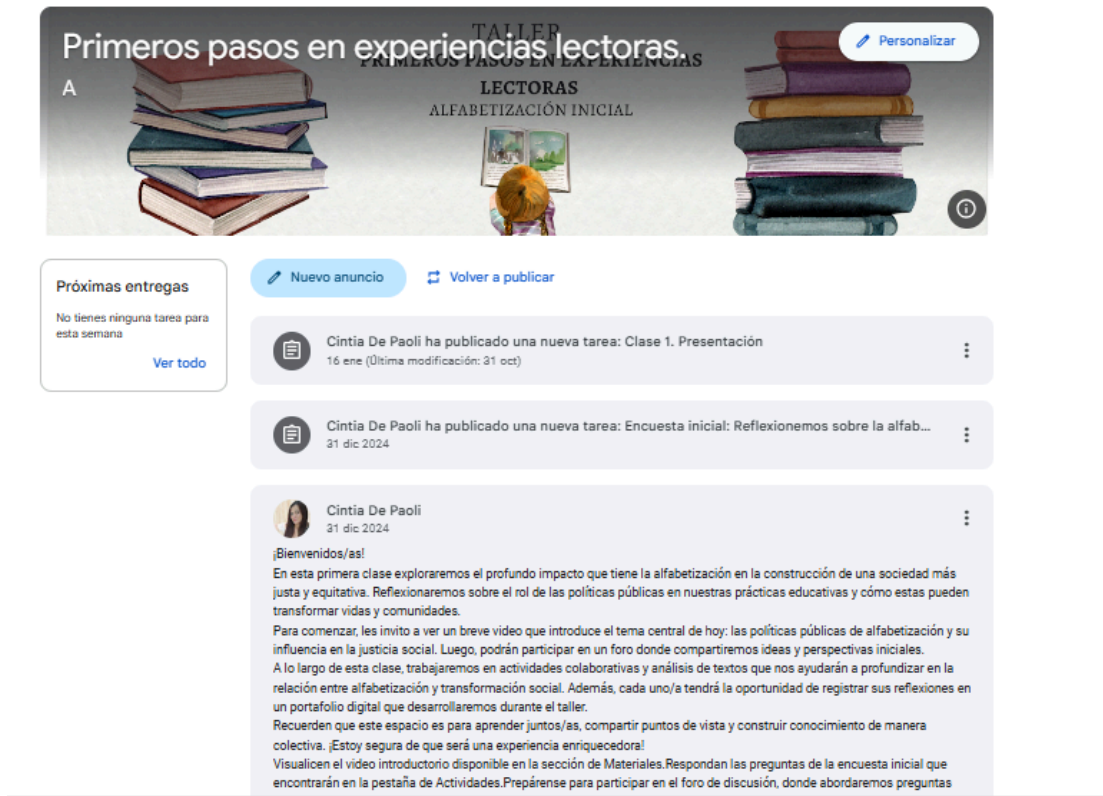 TALLER
Primeros pasos en experiencias lectoras.
PRIMEROS PASOS EN EXPERIENCIAS
LECTORAS
ALFABETIZACIÓN INICIAL
A
Personalizar
Próximas entregas
No tienes ninguna tarea para
esta semana
Ver todo
Nuevo anuncio
Volver a publicar
Cintia De Paoli ha publicado una nueva tarea: Clase 1. Presentación
16 ene (Última modificación: 31 oct)
Cintia De Paoli ha publicado una nueva tarea: Encuesta inicial: Reflexionemos sobre la alfab...
31 dic 2024
Cintia De Paoli
31 dic 2024
¡Bienvenidos/as!
En esta primera clase exploraremos el profundo impacto que tiene la alfabetización en la construcción de una sociedad más
justa y equitativa. Reflexionaremos sobre el rol de las políticas públicas en nuestras prácticas educativas y cómo estas pueden
transformar vidas y comunidades.
Para comenzar, les invito a ver un breve video que introduce el tema central de hoy: las políticas públicas de alfabetización y su
influencia en la justicia social. Luego, podrán participar en un foro donde compartiremos ideas y perspectivas iniciales.
A lo largo de esta clase, trabajaremos en actividades colaborativas y análisis de textos que nos ayudarán a profundizar en la
relación entre alfabetización y transformación social. Además, cada uno/a tendrá la oportunidad de registrar sus reflexiones en
un portafolio digital que desarrollaremos durante el taller.
Recuerden que este espacio es para aprender juntos/as, compartir puntos de vista y construir conocimiento de manera
colectiva. ¡Estoy segura de que será una experiencia enriquecedora!
Visualicen el video introductorio disponible en la sección de Materiales.Respondan las preguntas de la encuesta inicial que
encontrarán en la pestaña de Actividades.Prepárense para participar en el foro de discusión, donde abordaremos preguntas